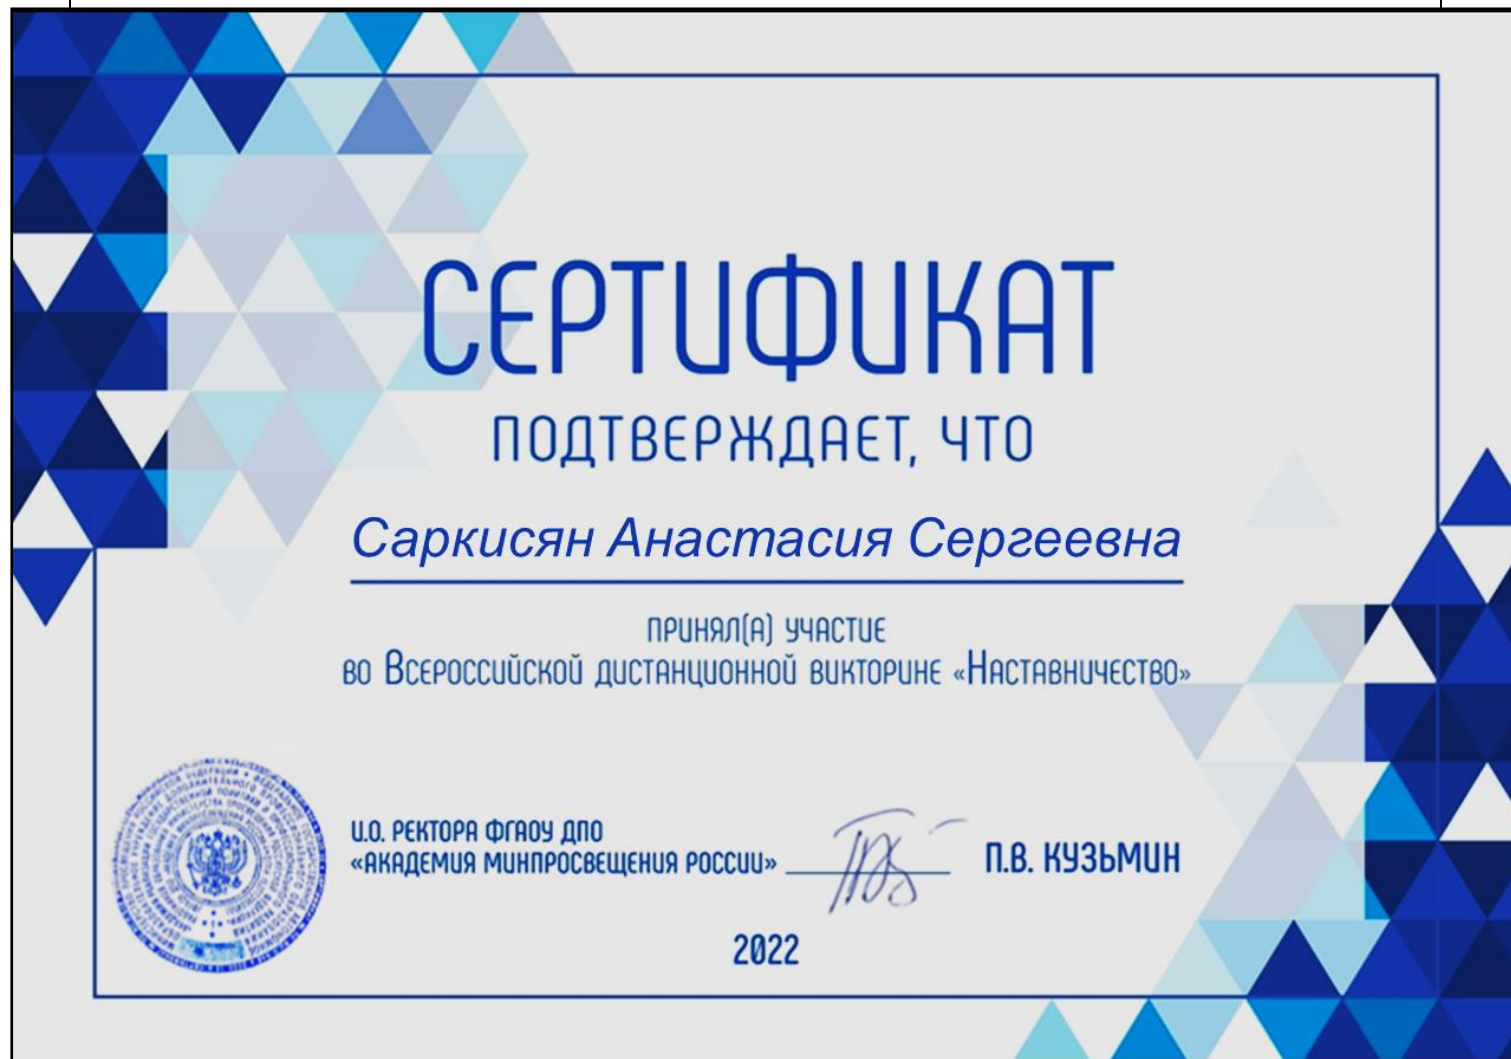 СЕРТИФИКАТ
ПОДТВЕРЖДАЕТ, ЧТО
Саркисян Анастасия Сергеевна
ПРИНЯЛ(А) УЧАСТИЕ
ВО ВСЕРОССИЙСКОЙ ДИСТАНЦИОННОЙ ВИКТОРИНЕ «НАСТАВНИЧЕСТВО»
И.О. РЕКТОРА ФГАОУ ДПО
«АКАДЕМИЯ МИНПРОСВЕЩЕНИЯ РОССИИ»
П.В. КУЗЬМИН
2022